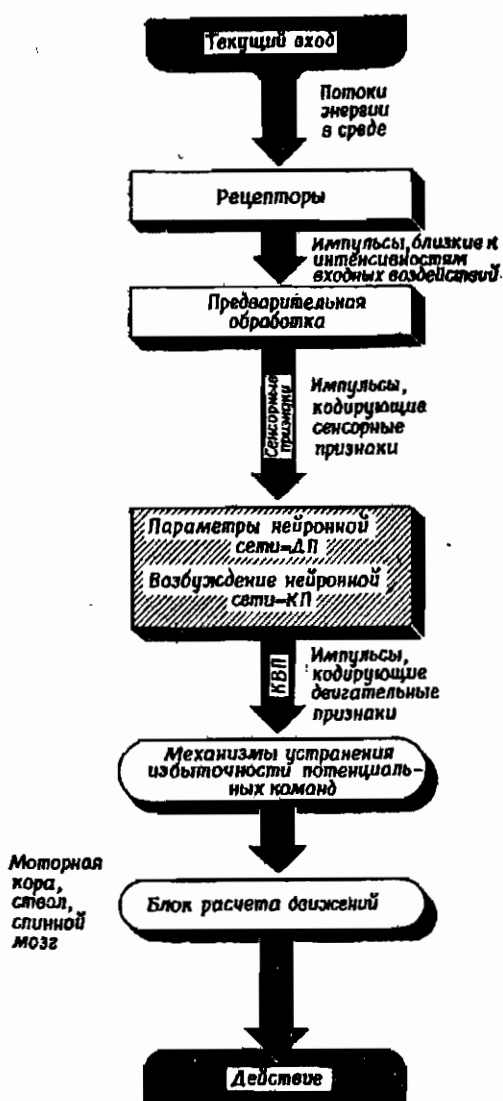 Текущий вход
Потоки
энергии
в среде
Рецепторы
Импульсы, близкие к
интенсивностям
входных воздействий
Предварительная
обработка
Сенсорные
признаки
Импульсы,
кодирующие
сенсорные
признаки
Параметры нейронной
сети=ДП
Возбуждение нейронной
сети=КП
КВП
Импульсы,
кодирующие
двигательные
признаки
Механизмы устранения
избыточности потенциаль-
ных команд
Моторная
кора,
ствол,
спинной
мозг
Блок расчета движений
Действие